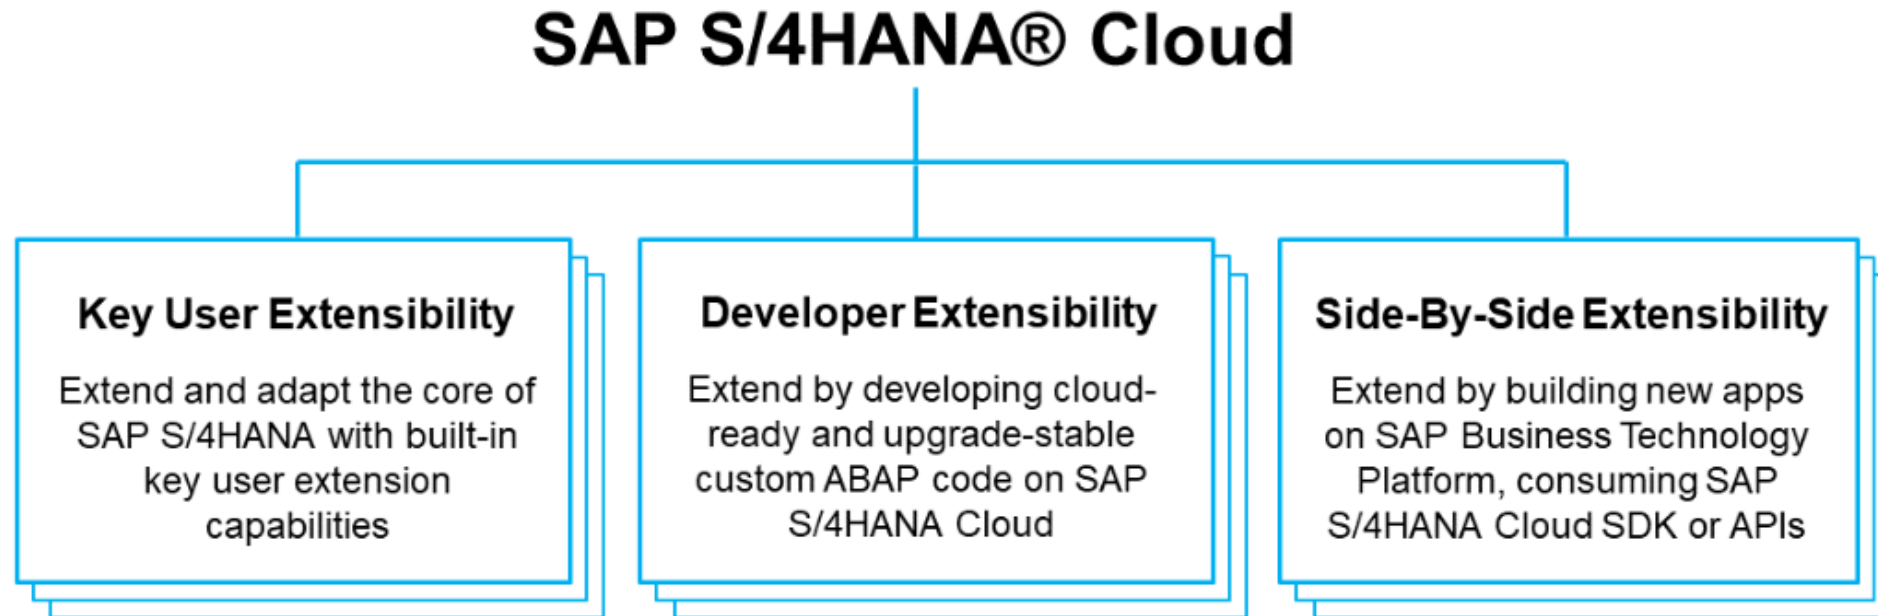 SAP S/4HANA® Cloud
Key User Extensibility
Extend and adapt the core of
SAP S/4HANA with built-in
key user extension
capabilities
Developer Extensibility
Extend by developing cloud-
ready and upgrade-stable
custom ABAP code on SAP
S/4HANA Cloud
Side-By-Side Extensibility
Extend by building new apps
on SAP Business Technology
Platform, consuming SAP
S/4HANA Cloud SDK or APIs